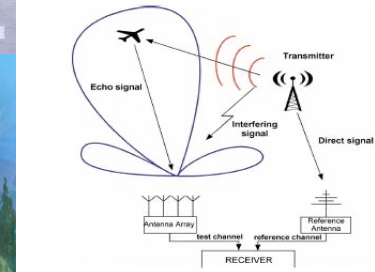 Transmitter
Echo signal
Interfering
signal
Direct signal
Antenna Array
Reference
Antenna
test channel
reference channel
RECEIVER